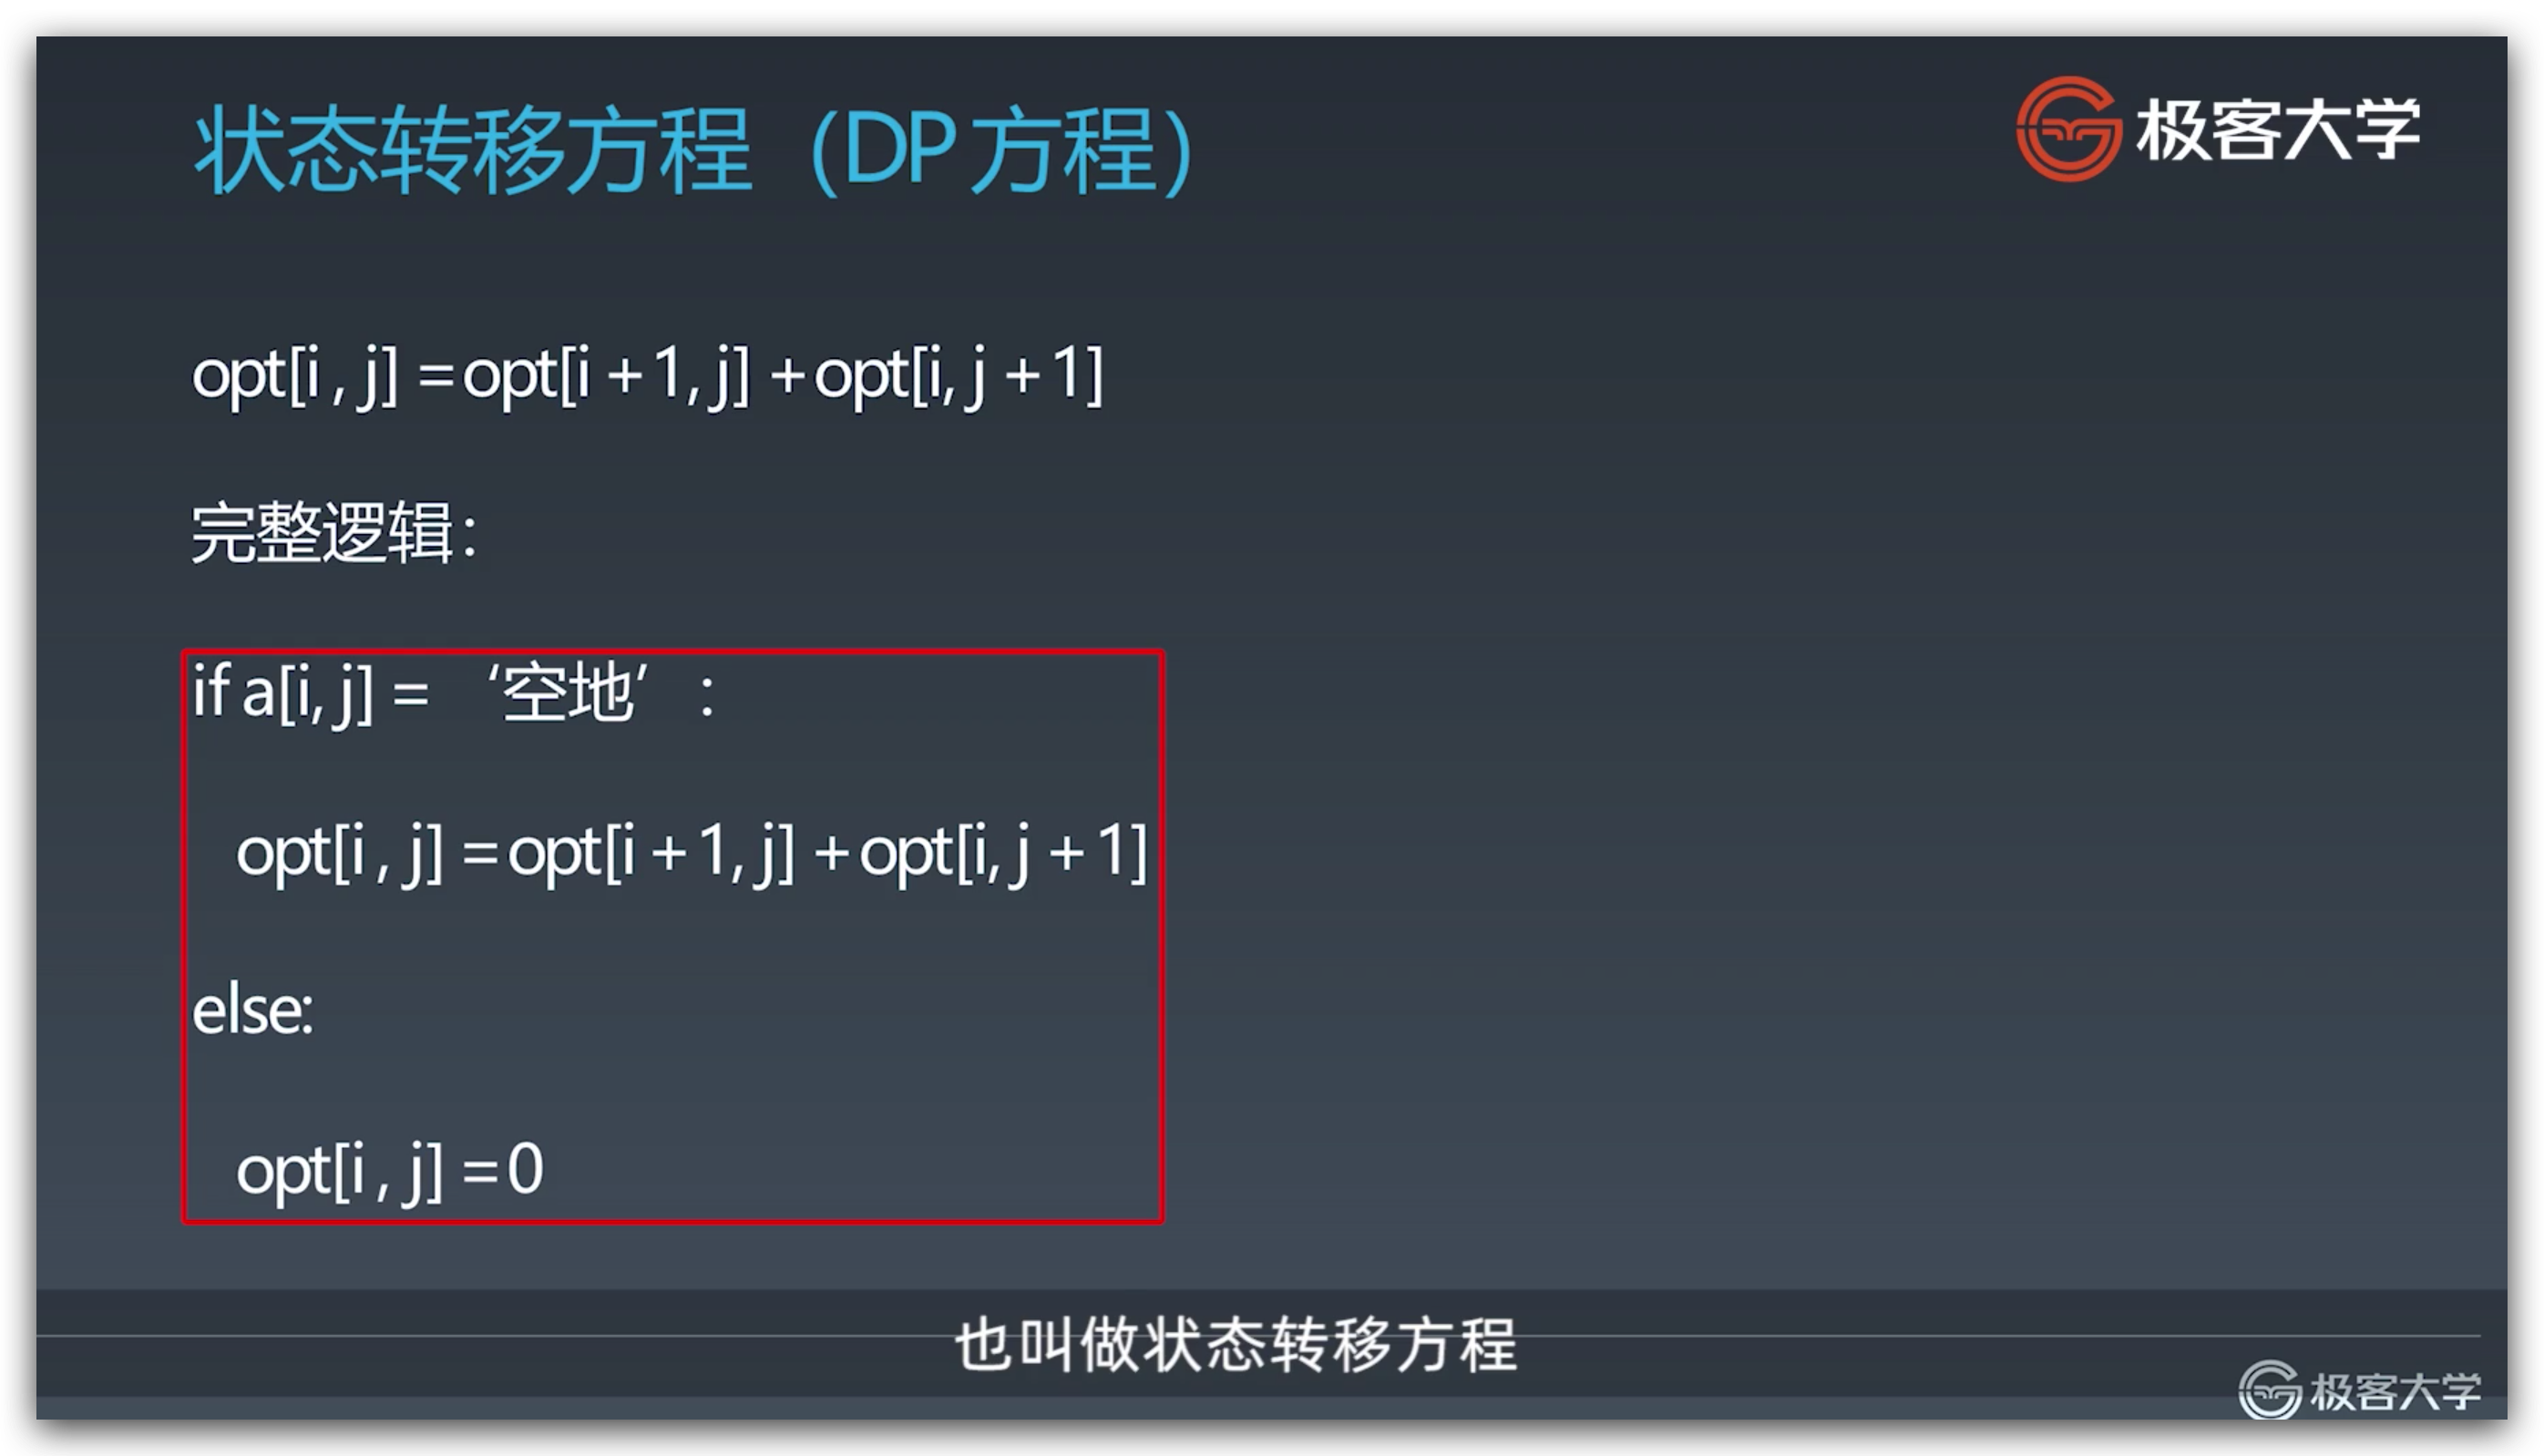 状态转移方程（DP方程）
极客大学
opt[i , j] =opt[i +1, j] +opt[i, j +1]
完整逻辑：
if a[i, j] = ‘空地’ ：
opt[i , j] =opt[i +1, j] +opt[i, j +1]
else:
opt[i , j] =0
也叫做状态转移方程
极客大学